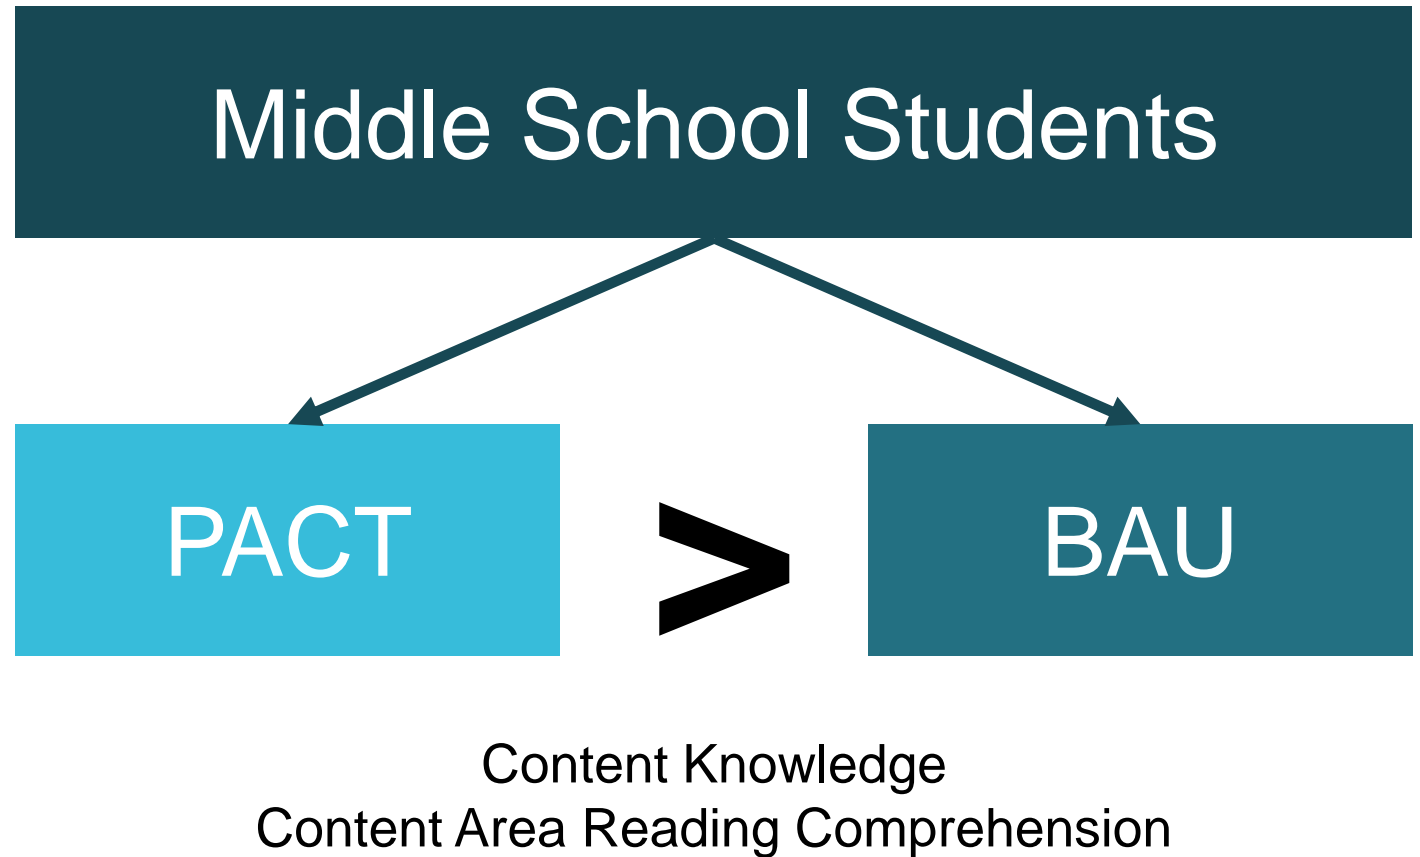 Middle School Students
PACT > BAU
Content Knowledge
Content Area Reading Comprehension